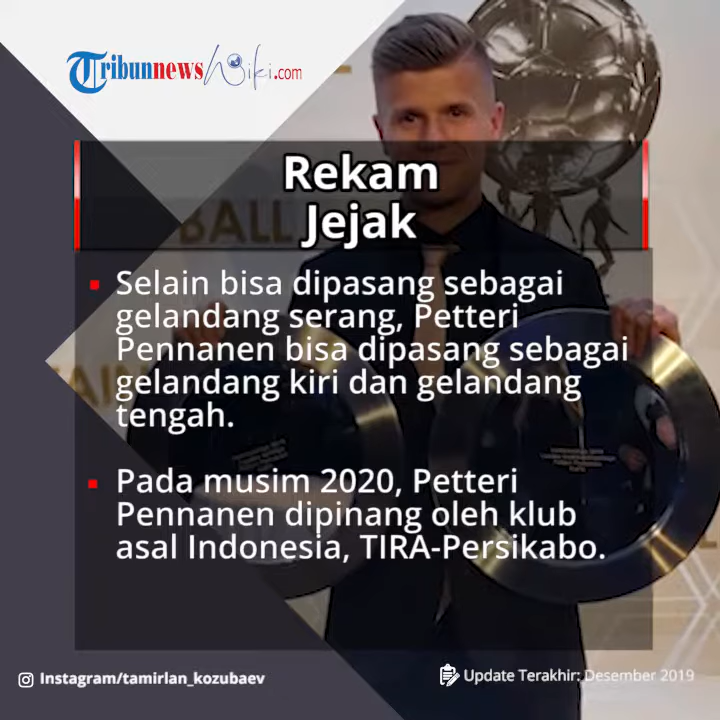 TribunnewsWiki.com
Rekam
Jejak
BALL
Selain bisa dipasang sebagai
gelandang serang, Petteri
Pennanen bisa dipasang sebagai
gelandang kiri dan gelandang
tengah.
Pada musim 2020, Petteri
Pennanen dipinang oleh klub
asal Indonesia, TIRA-Persikabo.
Instagram/tamirlan_kozubaev
Update Terakhir: Desember 2019